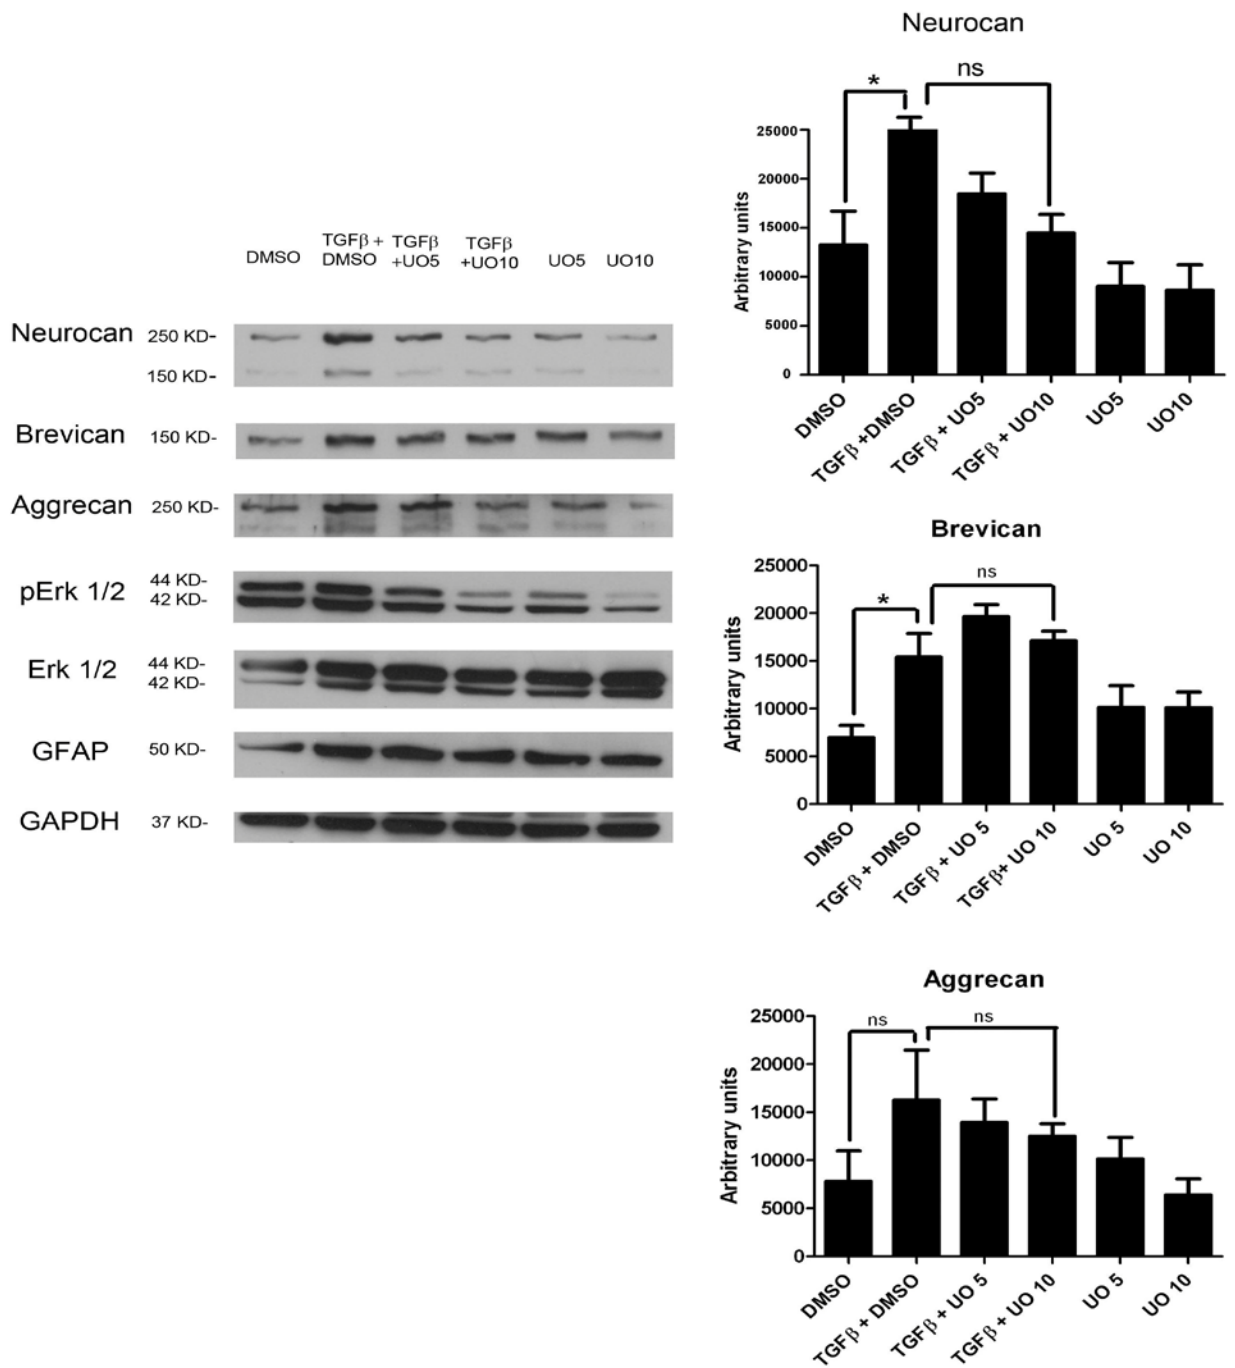 DMSO
TGFβ +
DMSO
TGFβ
+UO5
TGFβ
+UO10
UO5
UO10
Neurocan
250 KD-
150 KD-
Brevican
150 KD-
Aggrecan
250 KD-
pErk 1/2
44 KD-
42 KD-
Erk 1/2
44 KD-
42 KD-
GFAP
50 KD-
GAPDH
37 KD-
Neurocan
*
ns
Arbitrary units
25000
20000
15000
10000
5000
0
DMSO
TGFβ +DMSO
TGFβ + UO5
TGFβ + UO10
UO5
UO10
Brevican
*
ns
Arbitrary units
25000
20000
15000
10000
5000
0
DMSO
TGFβ + DMSO
TGFβ + UO 5
TGFβ+ UO 10
UO 5
UO 10
Aggrecan
ns
ns
Arbitrary units
25000
20000
15000
10000
5000
0
DMSO
TGFβ + DMSO
TGFβ + UO 5
TGFβ + UO 10
UO 5
UO 10